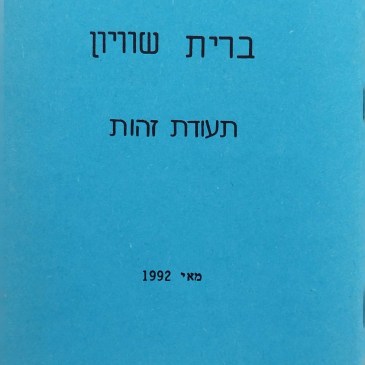 ברית שוויון
תעודת זהות
מאי 1992